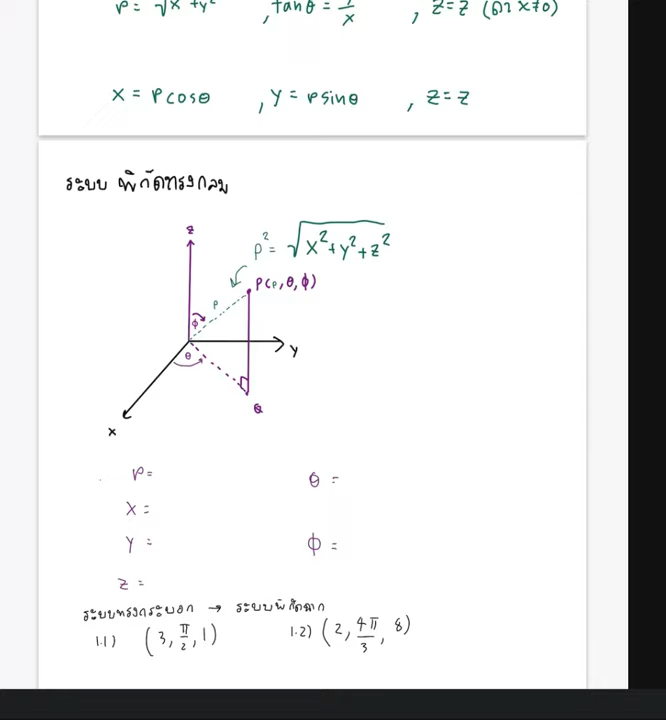 ρ = √x² + y² , tanθ = y/x , z = z (ถ้า x ≠ 0)
x = ρcosθ , y = ρsinθ , z = z
ระบบ พิกัดทรงกลม
z
ρ² = √x² + y² + z²
P(ρ, θ, φ)
ρ
φ
y
θ
Q
x
ρ =
θ =
x =
y =
φ =
z =
ระบบทรงกระบอก → ระบบพิกัดฉาก
1.1) (3, π/2, 1) 1.2) (2, 4π/3, 8)